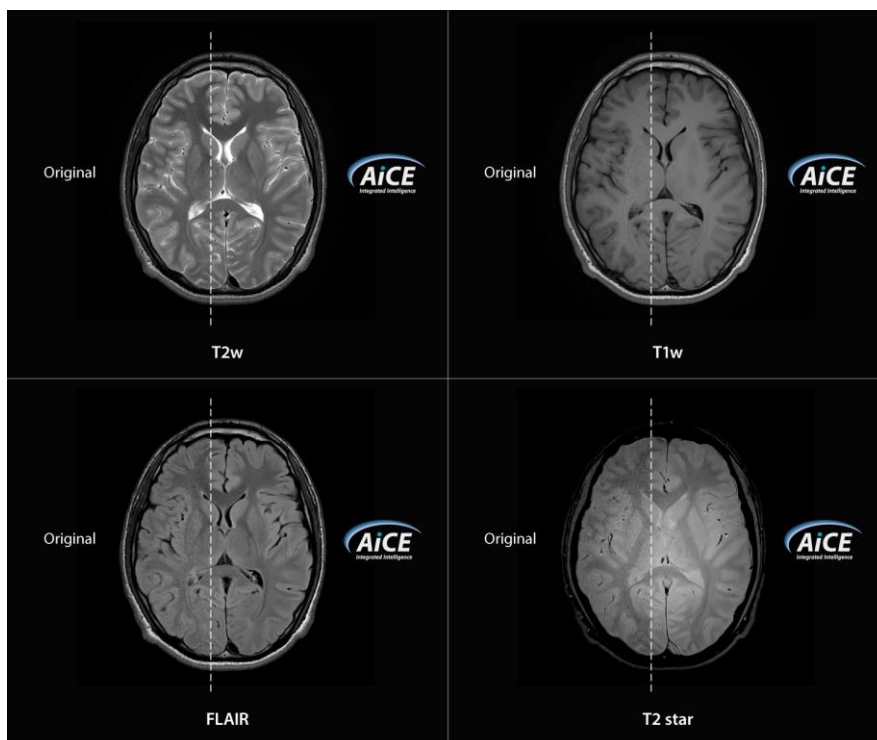 Original
AiCE
Integrated Intelligence
T2w
Original
AiCE
Integrated Intelligence
T1w
Original
AiCE
Integrated Intelligence
FLAIR
Original
AiCE
Integrated Intelligence
T2 star